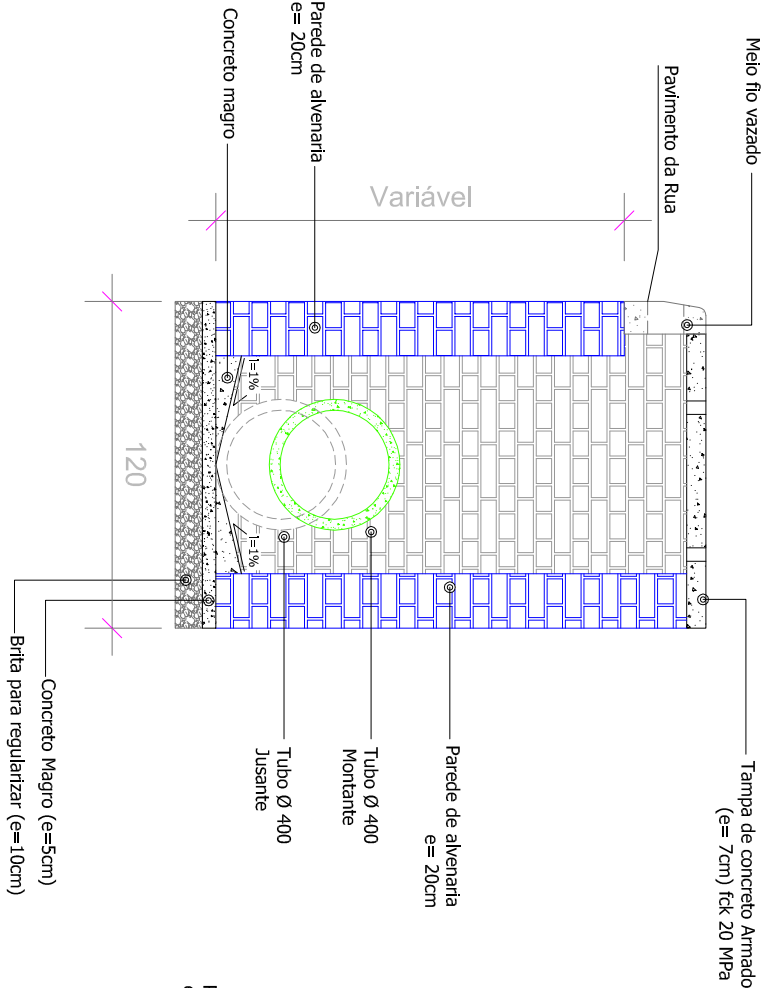 Meio fio vazado
Pavimento da Rua
Parede de alvenaria
e= 20cm
Concreto magro
Variável
120
i=1%
i=1%
Tampa de concreto Armado
(e= 7cm) fck 20 MPa
Parede de alvenaria
e= 20cm
Tubo Ø 400
Montante
Tubo Ø 400
Jusante
Concreto Magro (e=5cm)
Brita para regularizar (e=10cm)